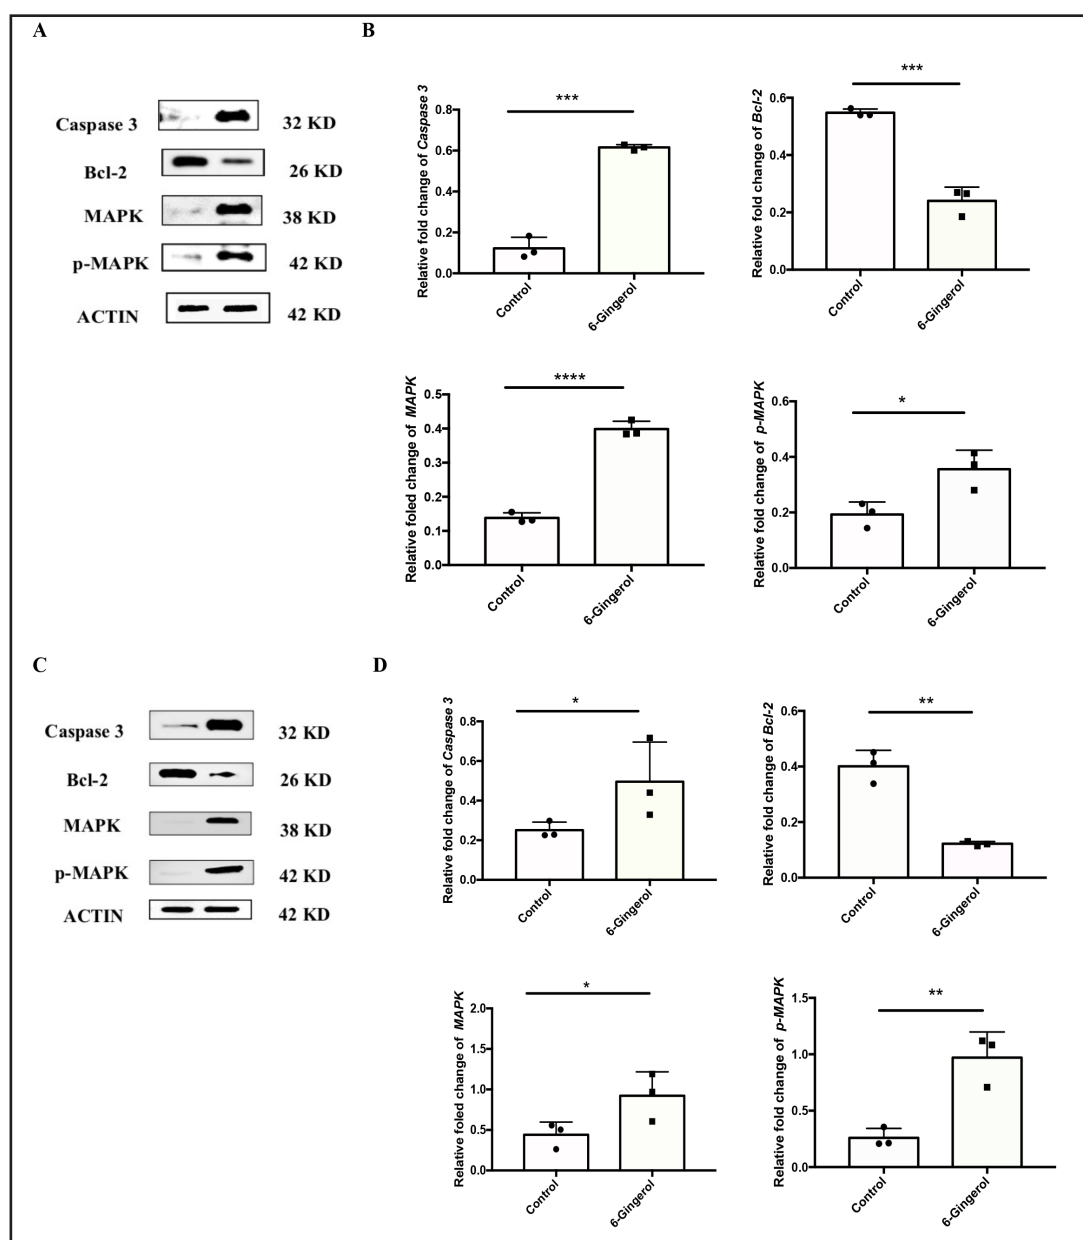 A
Caspase 3
32 KD
Bcl-2
26 KD
MAPK
38 KD
p-MAPK
42 KD
ACTIN
42 KD
B
Relative fold change of Caspase 3
0.8
0.6
0.4
0.2
0.0
***
Control
6-Gingerol
Relative fold change of Bcl-2
0.6
0.4
0.2
0.0
***
Control
6-Gingerol
Relative foled change of MAPK
0.5
0.4
0.3
0.2
0.1
0.0
****
Control
6-Gingerol
Relative fold change of p-MAPK
0.6
0.4
0.2
0.0
*
Control
6-Gingerol
C
Caspase 3
32 KD
Bcl-2
26 KD
MAPK
38 KD
p-MAPK
42 KD
ACTIN
42 KD
D
Relative fold change of Caspase 3
0.8
0.6
0.4
0.2
0.0
*
Control
6-Gingerol
Relative fold change of Bcl-2
0.6
0.4
0.2
0.0
**
Control
6-Gingerol
Relative foled change of MAPK
2.0
1.5
1.0
0.5
0.0
*
Control
6-Gingerol
Relative fold change of p-MAPK
1.5
1.0
0.5
0.0
**
Control
6-Gingerol